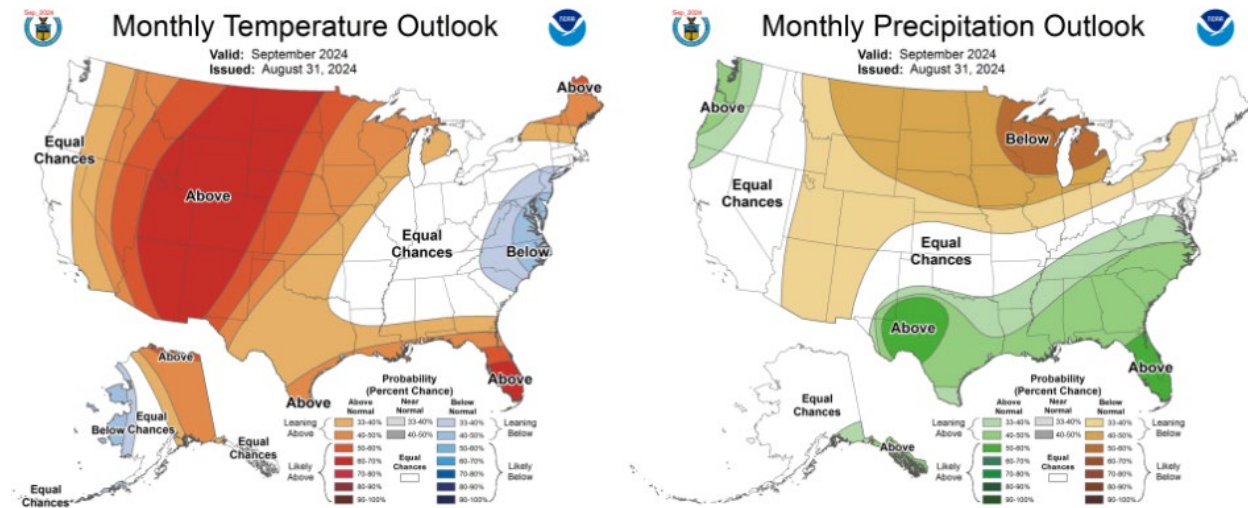 Sep_2024
Monthly Temperature Outlook
NOAA
Valid: September 2024
Issued: August 31, 2024
Above
Equal
Chances
Above
Equal
Chances
Below
Above
Above
Above
Equal
Chances
Below
Equal
Chances
Equal
Chances
Probability
(Percent Chance)
Above
Normal
Near
Normal
Below
Normal
33-40%
33-40%
33-40%
40-50%
40-50%
40-50%
50-60%
50-60%
60-70%
60-70%
70-80%
70-80%
80-90%
80-90%
90-100%
90-100%
Leaning
Above
Likely
Above
Equal
Chances
Leaning
Below
Likely
Below
Sep_2024
Monthly Precipitation Outlook
NOAA
Valid: September 2024
Issued: August 31, 2024
Above
Below
Equal
Chances
Equal
Chances
Above
Above
Equal
Chances
Above
Probability
(Percent Chance)
Above
Normal
Near
Normal
Below
Normal
33-40%
33-40%
33-40%
40-50%
40-50%
40-50%
50-60%
50-60%
60-70%
60-70%
70-80%
70-80%
80-90%
80-90%
90-100%
90-100%
Leaning
Above
Likely
Above
Equal
Chances
Leaning
Below
Likely
Below